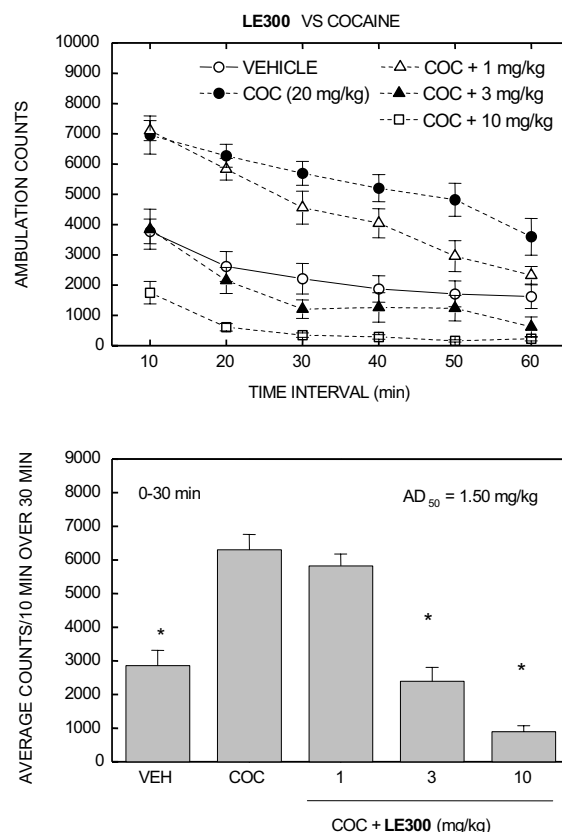 LE300 VS COCAINE
AMBULATION COUNTS
10000
9000
8000
7000
6000
5000
4000
3000
2000
1000
0
VEHICLE
COC (20 mg/kg)
COC + 1 mg/kg
COC + 3 mg/kg
COC + 10 mg/kg
10 20 30 40 50 60
TIME INTERVAL (min)
AVERAGE COUNTS/10 MIN OVER 30 MIN
9000
8000
7000
6000
5000
4000
3000
2000
1000
0
0-30 min
AD50 = 1.50 mg/kg
*
*
*
VEH COC 1 3 10
COC + LE300 (mg/kg)